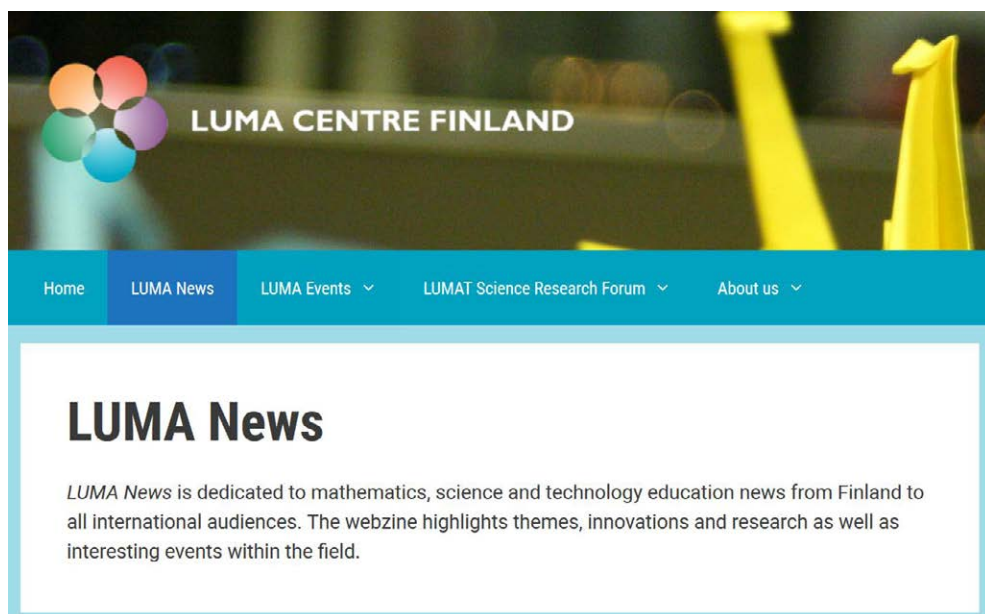 LUMA CENTRE FINLAND
Home LUMA News LUMA Events LUMAT Science Research Forum About us
LUMA News
LUMA News is dedicated to mathematics, science and technology education news from Finland to
all international audiences. The webzine highlights themes, innovations and research as well as
interesting events within the field.